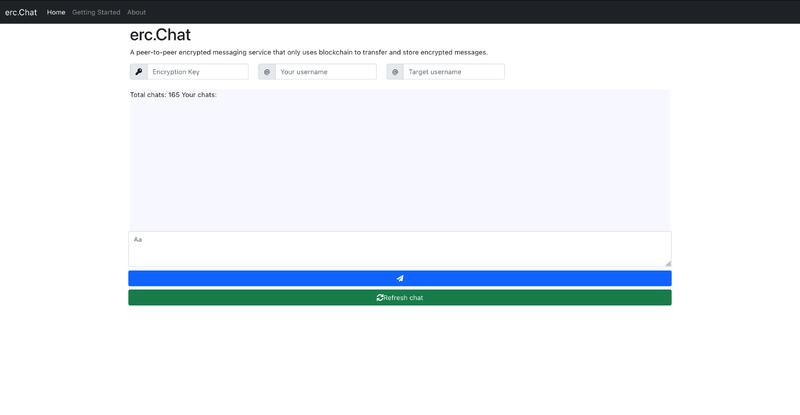 erc.Chat Home Getting Started About
erc.Chat
A peer-to-peer encrypted messaging service that only uses blockchain to transfer and store encrypted messages.
Encryption Key @ Your username @ Target username
Total chats: 165 Your chats:
Aa
Refresh chat